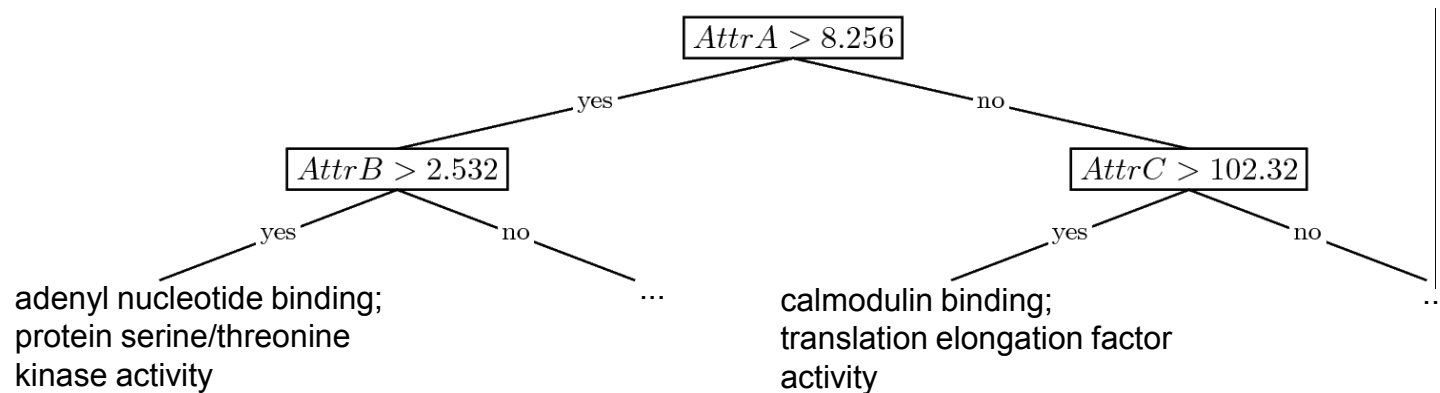 AttrA > 8.256
yes
no
AttrB > 2.532
AttrC > 102.32
yes
no
yes
no
adenyl nucleotide binding;
protein serine/threonine
kinase activity
...
calmodulin binding;
translation elongation factor
activity
..